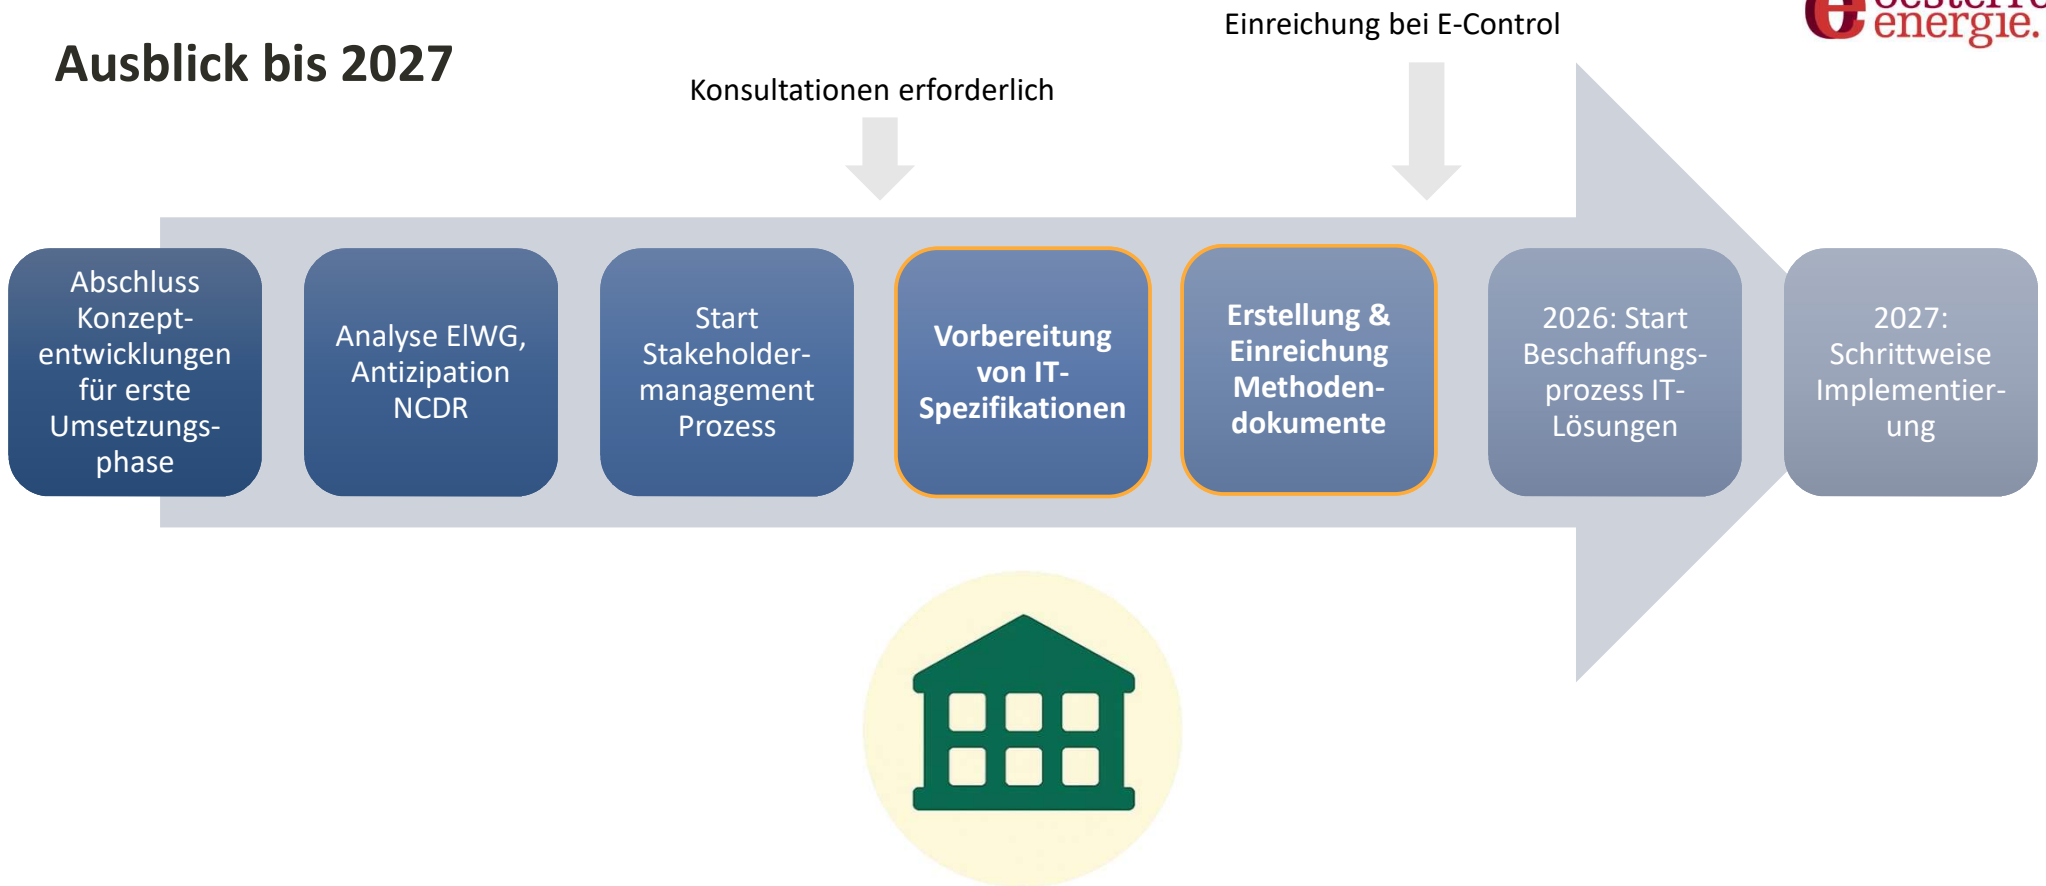 Einreichung bei E-Control
energie.
Ausblick bis 2027
Konsultationen erforderlich
Abschluss
Konzept-
entwicklungen
für erste
Umsetzungs-
phase
Analyse ElWG,
Antizipation
NCDR
Start
Stakeholder-
management
Prozess
Vorbereitung
von IT-
Spezifikationen
Erstellung &
Einreichung
Methoden-
dokumente
2026: Start
Beschaffungs-
prozess IT-
Lösungen
2027:
Schrittweise
Implementier-
ung